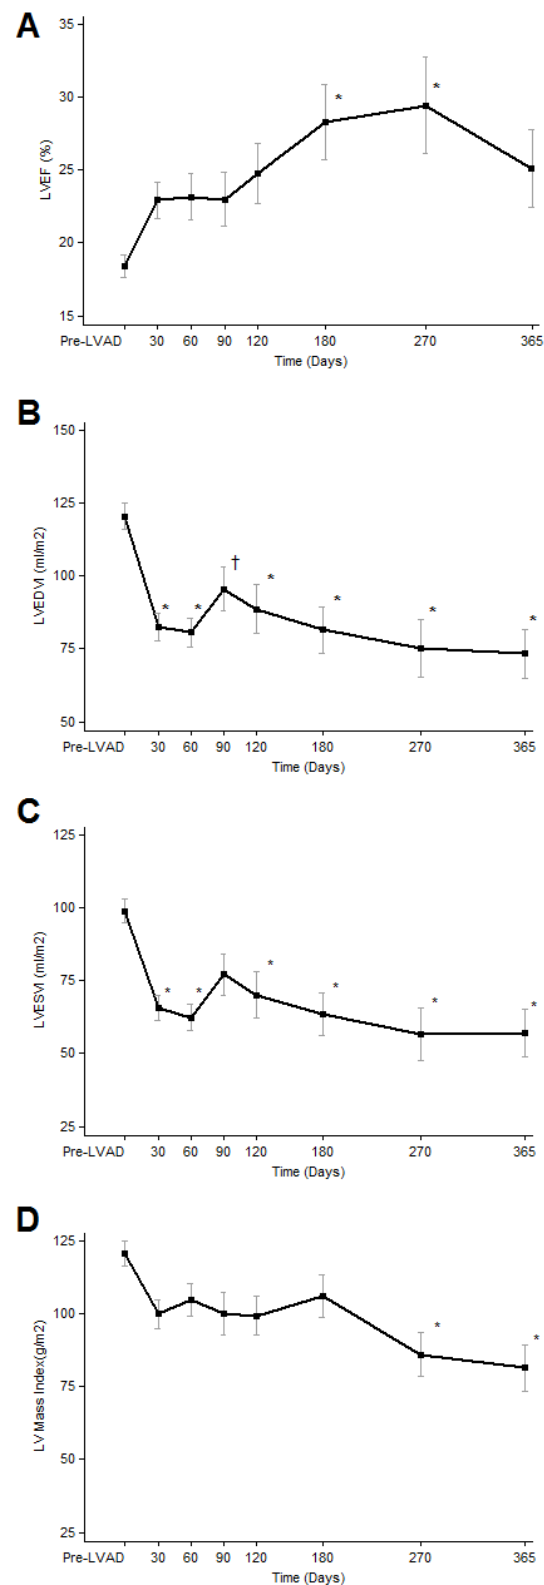 A
35
30
25
20
15
LVEF (%)
*
*
Pre-LVAD 30 60 90 120 180 270 365
Time (Days)
B
150
125
100
75
50
LVEDVI (ml/m2)
* * † * * * *
Pre-LVAD 30 60 90 120 180 270 365
Time (Days)
C
125
100
75
50
25
LVESVI (ml/m2)
* * * * * *
Pre-LVAD 30 60 90 120 180 270 365
Time (Days)
D
125
100
75
50
25
LV Mass Index(g/m2)
* *
Pre-LVAD 30 60 90 120 180 270 365
Time (Days)